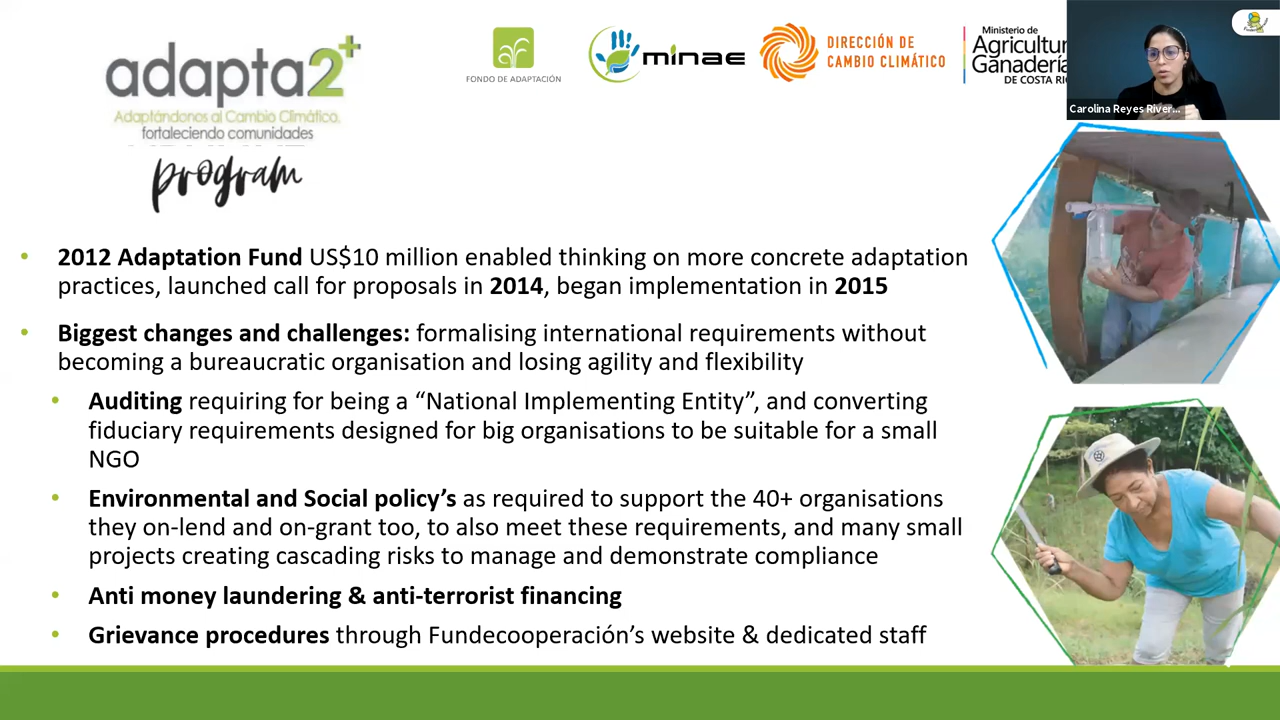 adapta2+
Adaptándonos al Cambio Climático,
fortaleciendo comunidades
program
FONDO DE ADAPTACIÓN
minae
DIRECCIÓN DE
CAMBIO CLIMÁTICO
Ministerio de
Agricultur
Ganadería
DE COSTA RIC
Carolina Reyes River...
• 2012 Adaptation Fund US$10 million enabled thinking on more concrete adaptation
practices, launched call for proposals in 2014, began implementation in 2015
• Biggest changes and challenges: formalising international requirements without
becoming a bureaucratic organisation and losing agility and flexibility
• Auditing requiring for being a “National Implementing Entity”, and converting
fiduciary requirements designed for big organisations to be suitable for a small
NGO
• Environmental and Social policy’s as required to support the 40+ organisations
they on-lend and on-grant too, to also meet these requirements, and many small
projects creating cascading risks to manage and demonstrate compliance
• Anti money laundering & anti-terrorist financing
• Grievance procedures through Fundecooperación’s website & dedicated staff